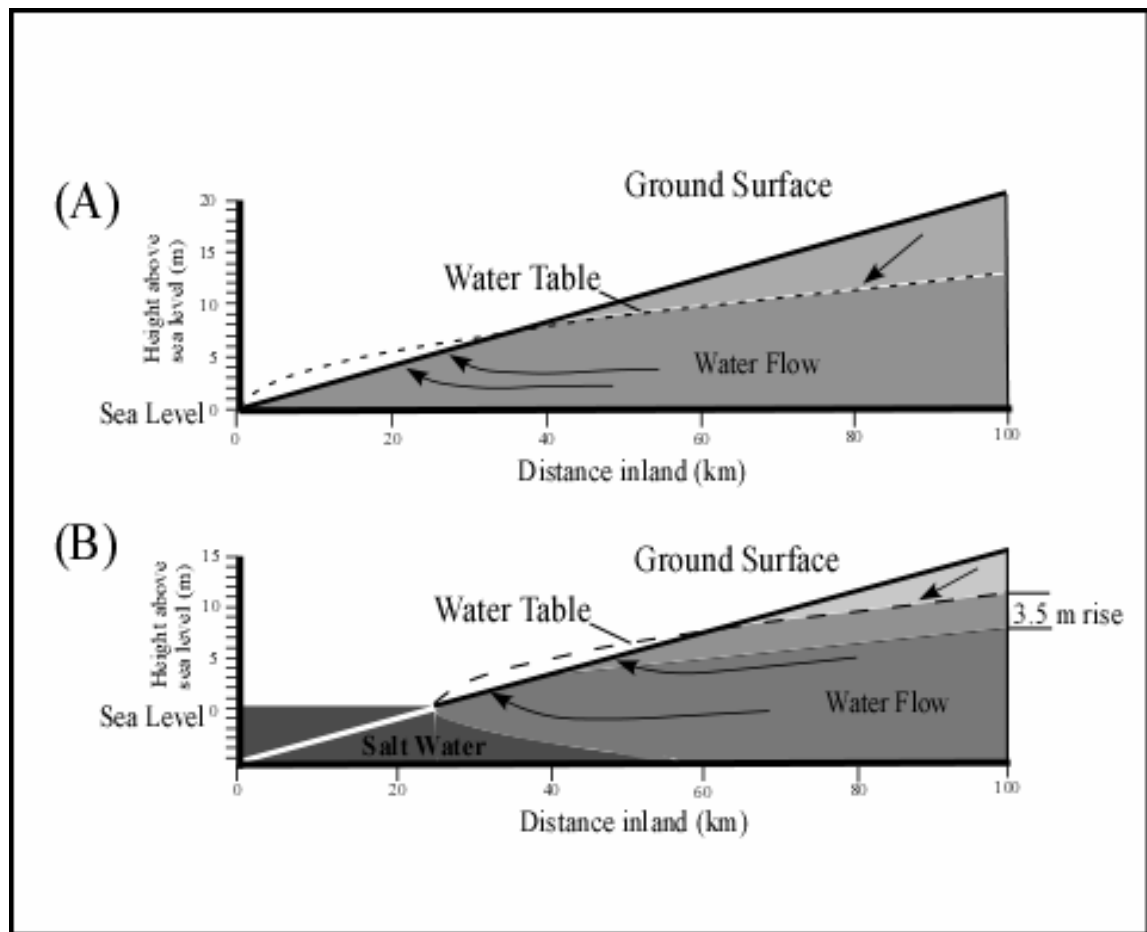 (A)
Ground Surface
Water Table
Water Flow
Height above
sea level (m)
20
15
10
5
0
Sea Level
0 20 40 60 80 100
Distance inland (km)
(B)
Ground Surface
Water Table
3.5 m rise
Water Flow
Salt Water
Height above
sea level (m)
15
10
5
0
Sea Level
0 20 40 60 80 100
Distance inland (km)